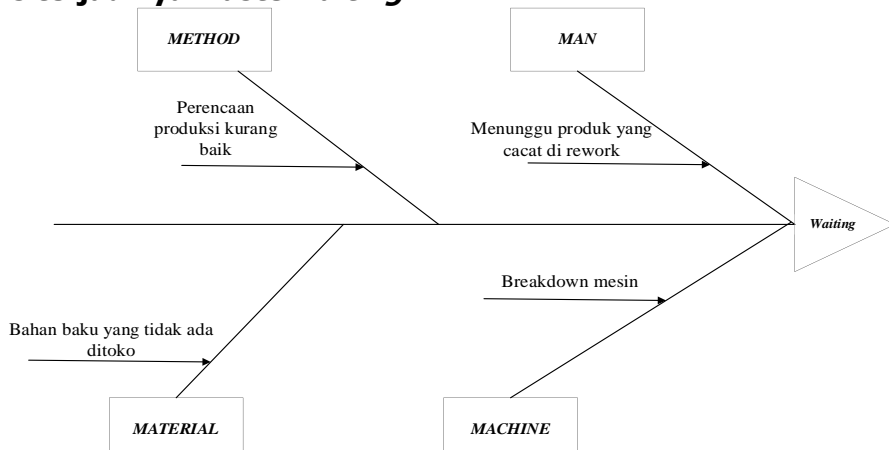 METHOD
MAN
Perencaan
produksi kurang
baik
Menunggu produk yang
cacat di rework
Waiting
Breakdown mesin
Bahan baku yang tidak ada
ditoko
MATERIAL
MACHINE